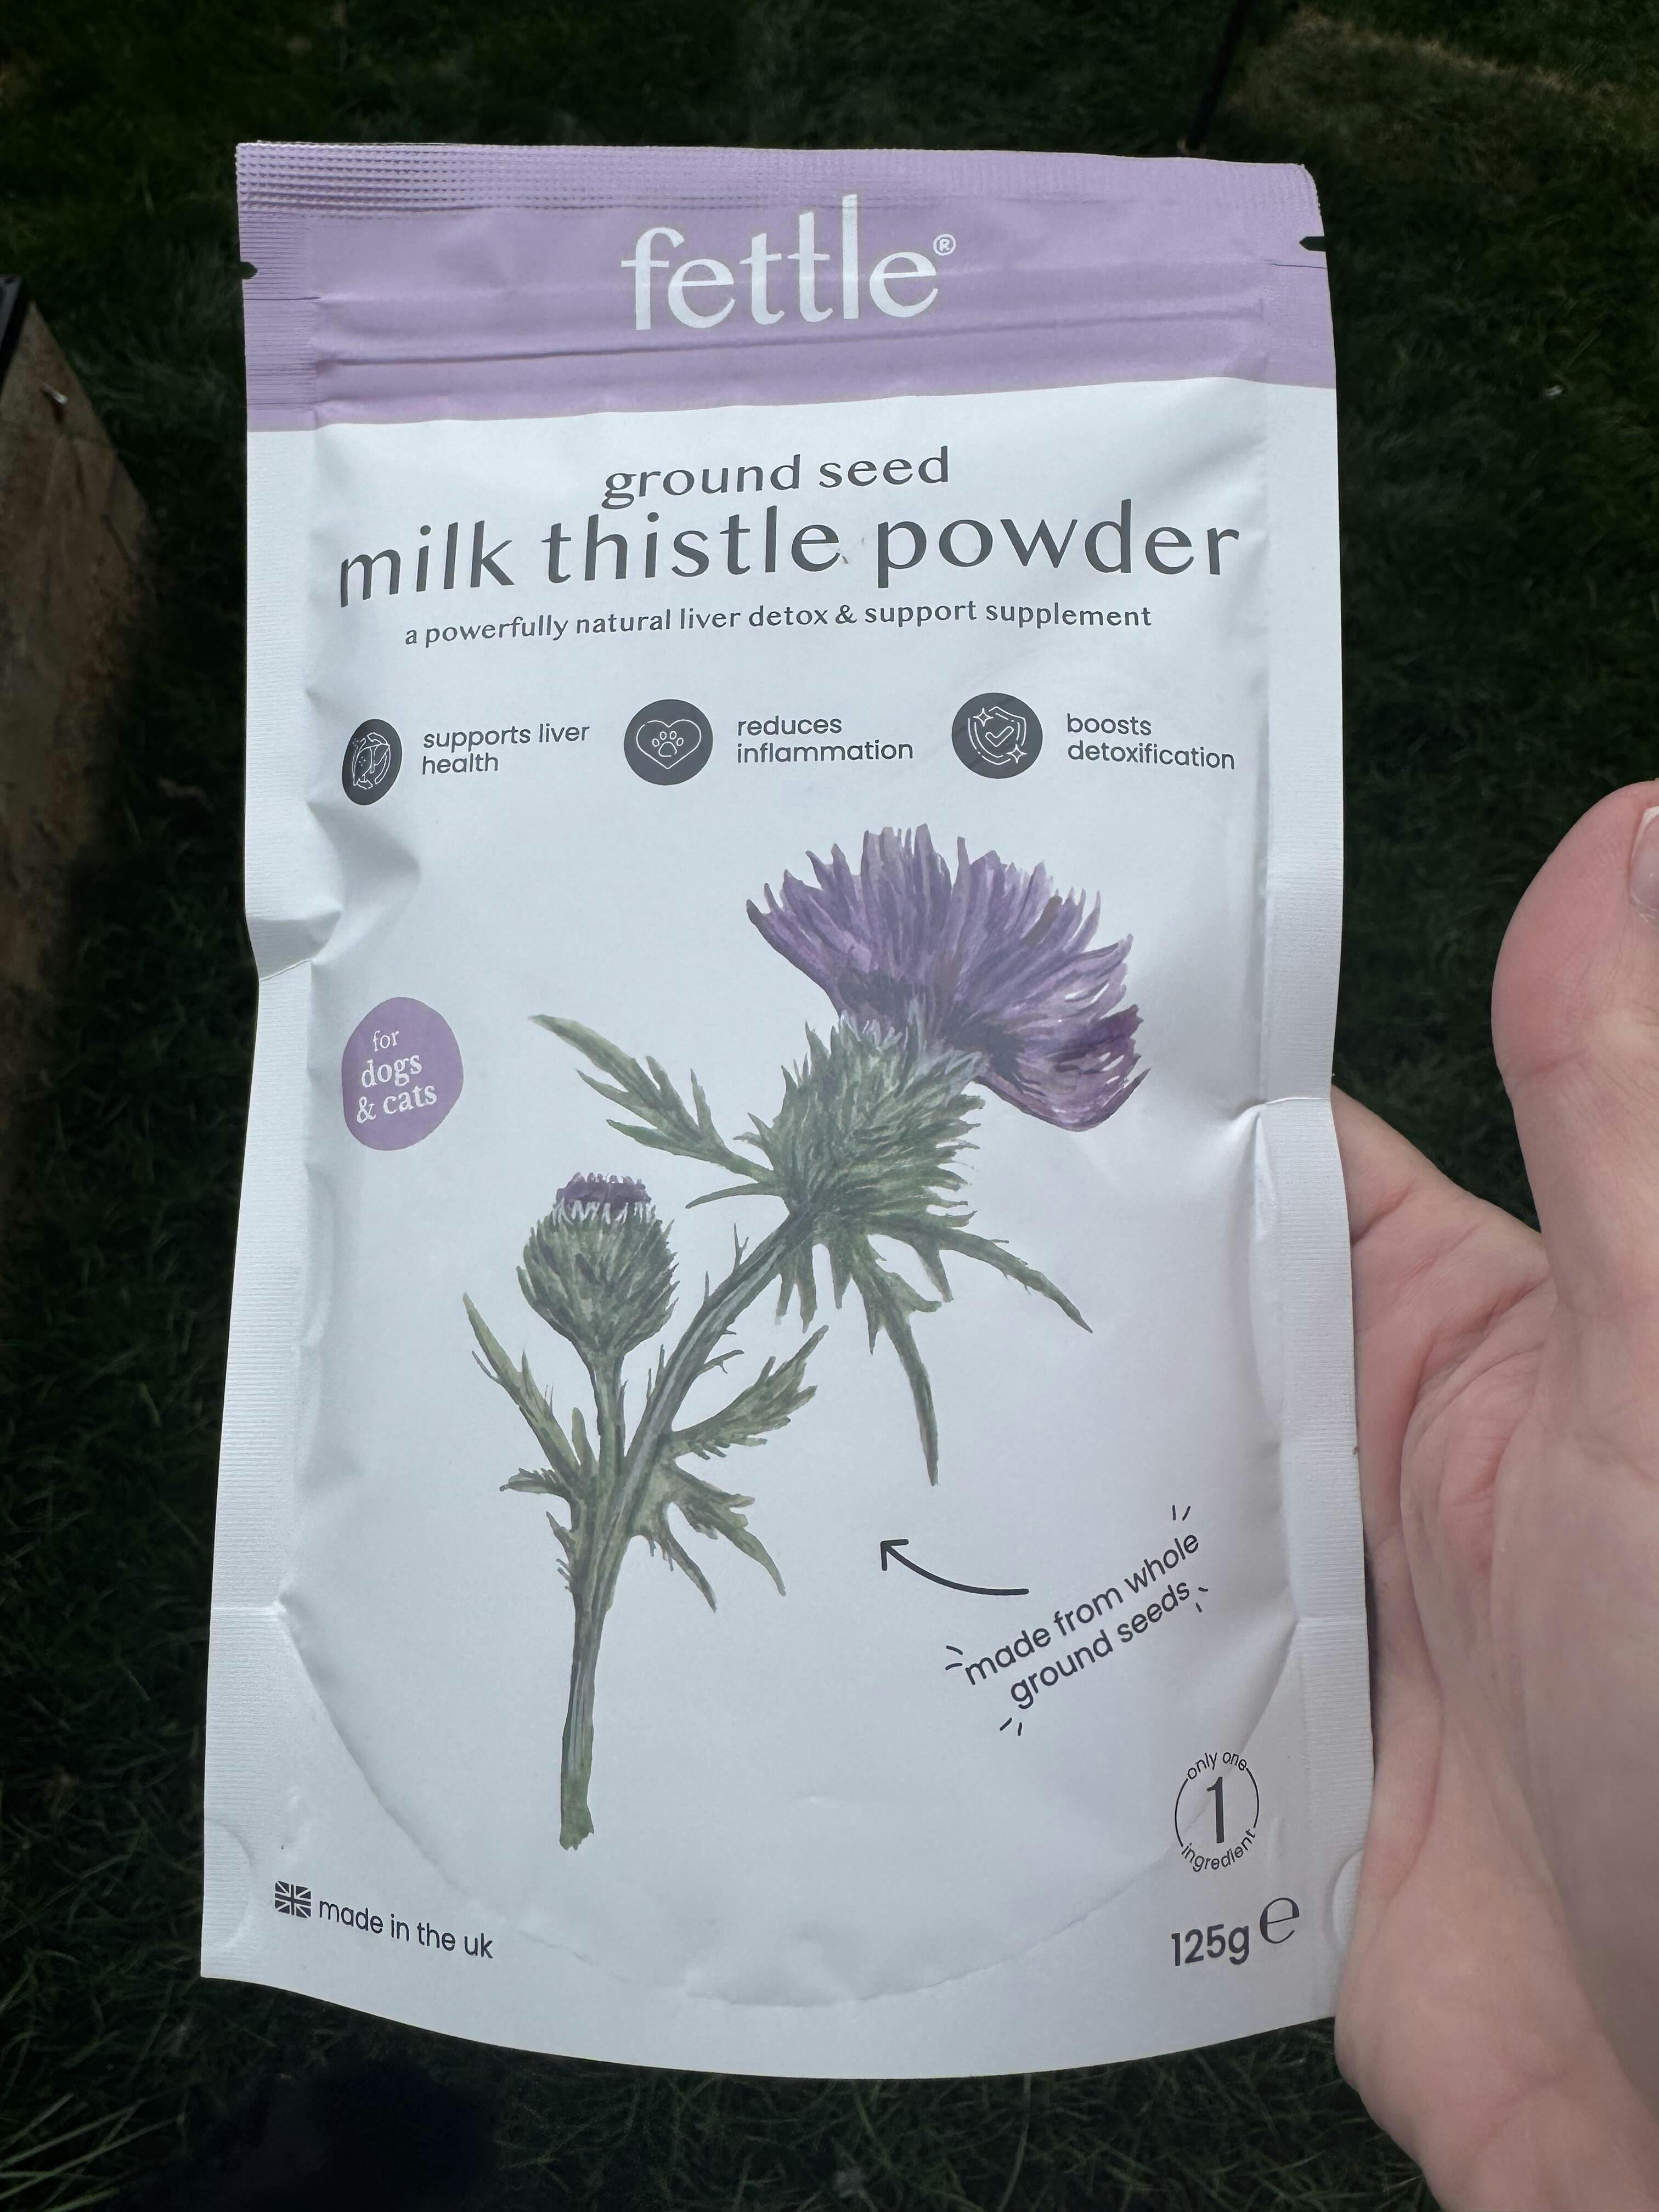 fettle®
ground seed
milk thistle powder
a powerfully natural liver detox & support supplement
supports liver
health
reduces
inflammation
boosts
detoxification
for
dogs
& cats
made from whole
ground seeds
only one
1
ingredient
made in the uk
125g ℮